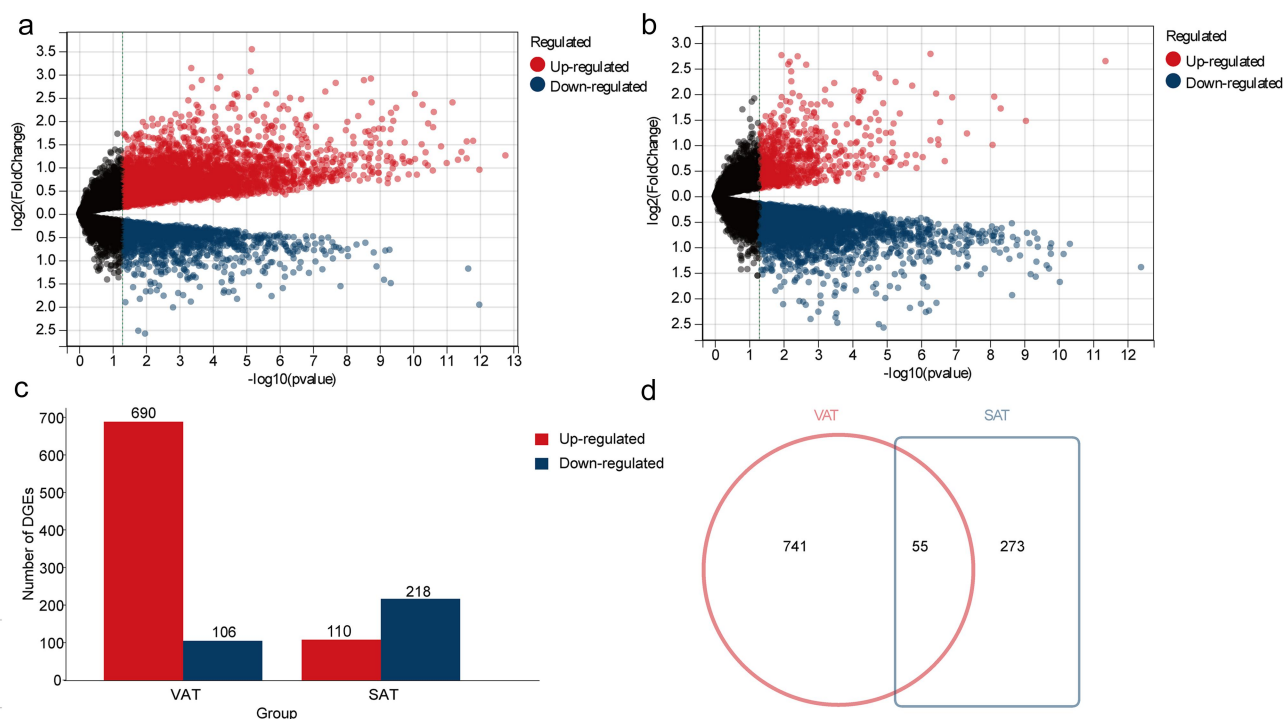 a
3.5
3.0
2.5
2.0
1.5
1.0
0.5
0.0
0.5
1.0
1.5
2.0
2.5
log2(FoldChange)
0 1 2 3 4 5 6 7 8 9 10 11 12 13
-log10(pvalue)
Regulated
Up-regulated
Down-regulated
b
3.0
2.5
2.0
1.5
1.0
0.5
0.0
0.5
1.0
1.5
2.0
2.5
log2(FoldChange)
0 1 2 3 4 5 6 7 8 9 10 11 12
-log10(pvalue)
Regulated
Up-regulated
Down-regulated
c
700
600
500
400
300
200
100
0
Number of DGEs
690
106
110
218
VAT SAT
Group
Up-regulated
Down-regulated
d
VAT SAT
741 55 273